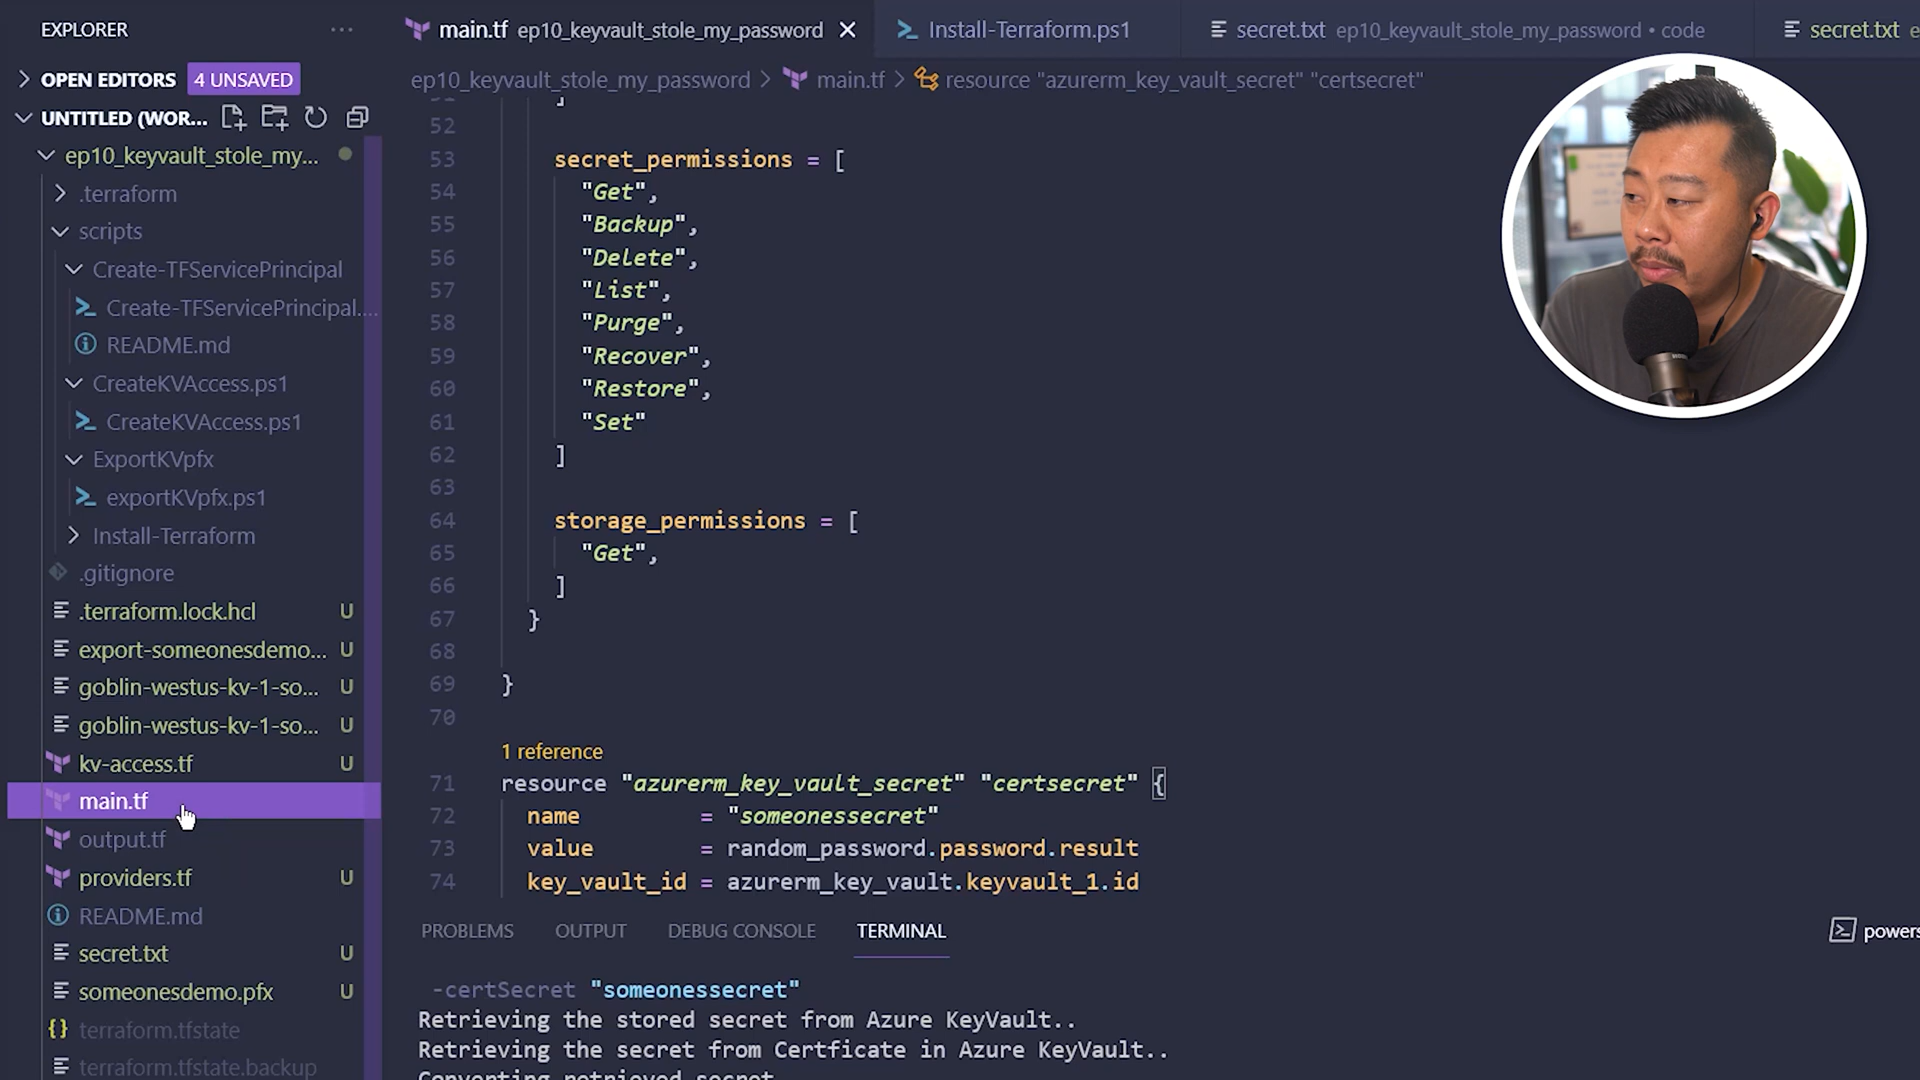 EXPLORER
...
main.tf ep10_keyvault_stole_my_password
Install-Terraform.ps1
secret.txt ep10_keyvault_stole_my_password • code
secret.txt e
OPEN EDITORS 4 UNSAVED
UNTITLED (WOR...
ep10_keyvault_stole_my...
.terraform
scripts
Create-TFServicePrincipal
Create-TFServicePrincipal....
README.md
CreateKVAccess.ps1
CreateKVAccess.ps1
ExportKVpfx
exportKVpfx.ps1
Install-Terraform
.gitignore
.terraform.lock.hcl U
export-someonesdemo... U
goblin-westus-kv-1-so... U
goblin-westus-kv-1-so... U
kv-access.tf U
main.tf
output.tf
providers.tf U
README.md
secret.txt U
someonesdemo.pfx U
{} terraform.tfstate
terraform.tfstate.backup
ep10_keyvault_stole_my_password > main.tf > resource "azurerm_key_vault_secret" "certsecret"
51 ]
52
53 secret_permissions = [
54 "Get",
55 "Backup",
56 "Delete",
57 "List",
58 "Purge",
59 "Recover",
60 "Restore",
61 "Set"
62 ]
63
64 storage_permissions = [
65 "Get",
66 ]
67 }
68
69 }
70
1 reference
71 resource "azurerm_key_vault_secret" "certsecret" {
72 name = "someonessecret"
73 value = random_password.password.result
74 key_vault_id = azurerm_key_vault.keyvault_1.id
PROBLEMS OUTPUT DEBUG CONSOLE TERMINAL
powers
-certSecret "someonessecret"
Retrieving the stored secret from Azure KeyVault..
Retrieving the secret from Certficate in Azure KeyVault..
Converting retrieved secret